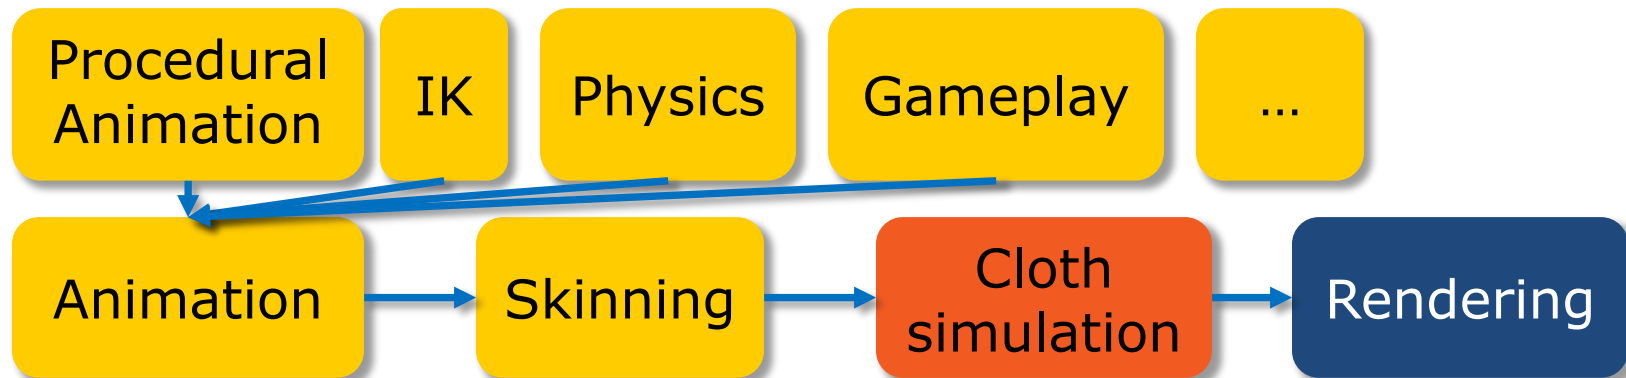 Procedural
Animation
IK
Physics
Gameplay
...
Animation
Skinning
Cloth
simulation
Rendering